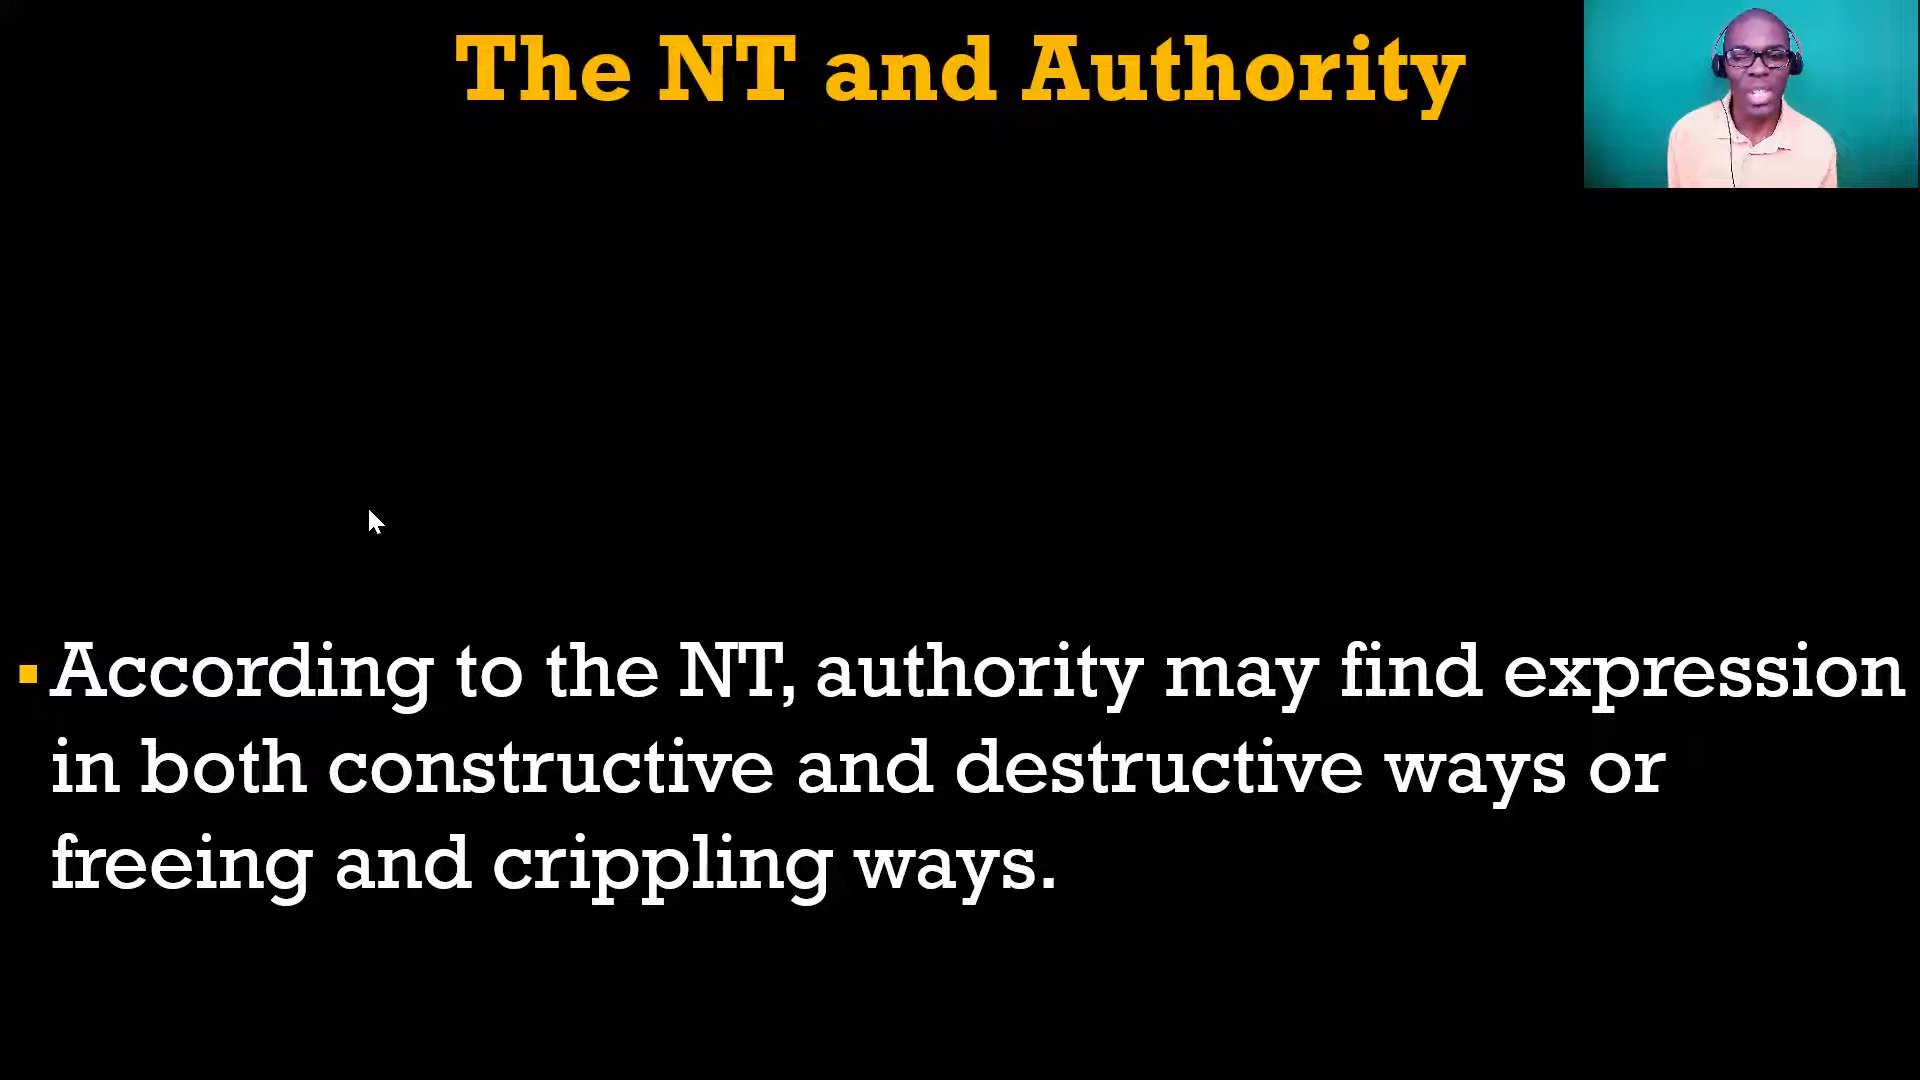 The NT and Authority
▪According to the NT, authority may find expression
in both constructive and destructive ways or
freeing and crippling ways.